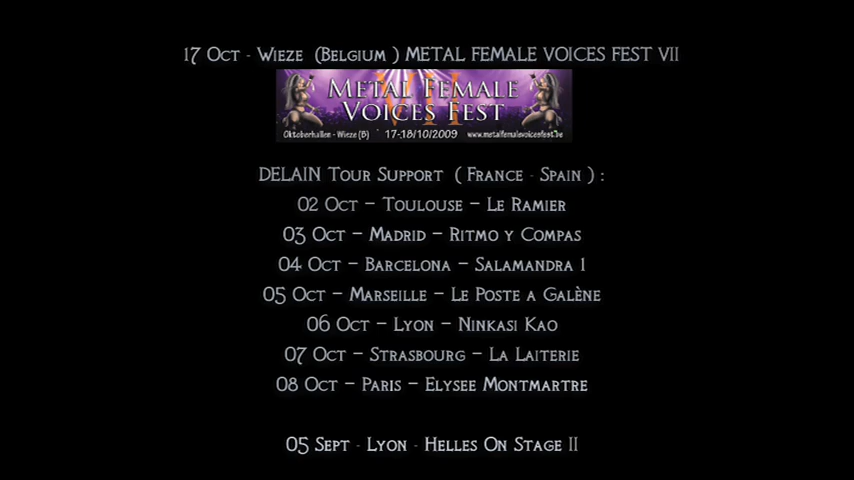 17 Oct - Wieze (Belgium ) METAL FEMALE VOICES FEST VII
VII
METAL FEMALE
VOICES FEST
Oktoberhallen - Wieze (B) * 17-18/10/2009 www.metalfemalevoicesfest.be
DELAIN Tour Support ( France - Spain ) :
02 Oct – Toulouse – Le Ramier
03 Oct – Madrid – Ritmo y Compas
04 Oct – Barcelona – Salamandra 1
05 Oct – Marseille – Le Poste a Galène
06 Oct – Lyon – Ninkasi Kao
07 Oct – Strasbourg – La Laiterie
08 Oct – Paris – Elysee Montmartre
05 Sept - Lyon - Helles On Stage II